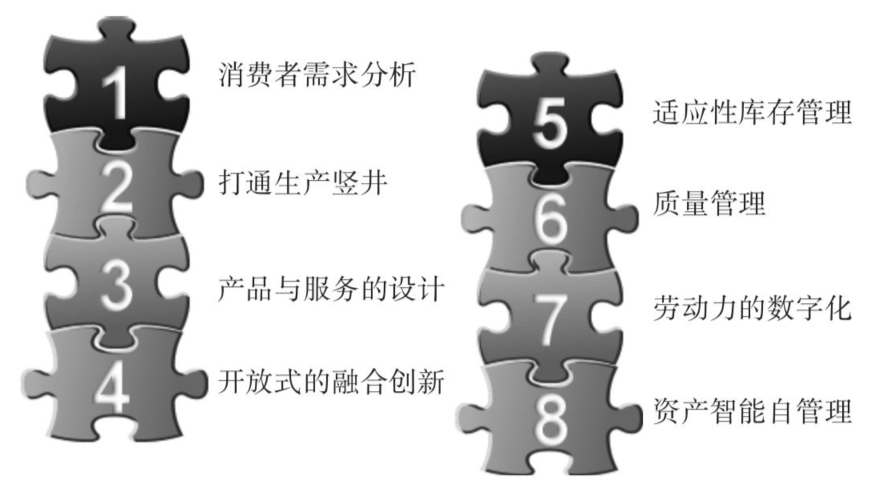 1 消费者需求分析
2 打通生产竖井
3 产品与服务的设计
4 开放式的融合创新
5 适应性库存管理
6 质量管理
7 劳动力的数字化
8 资产智能自管理